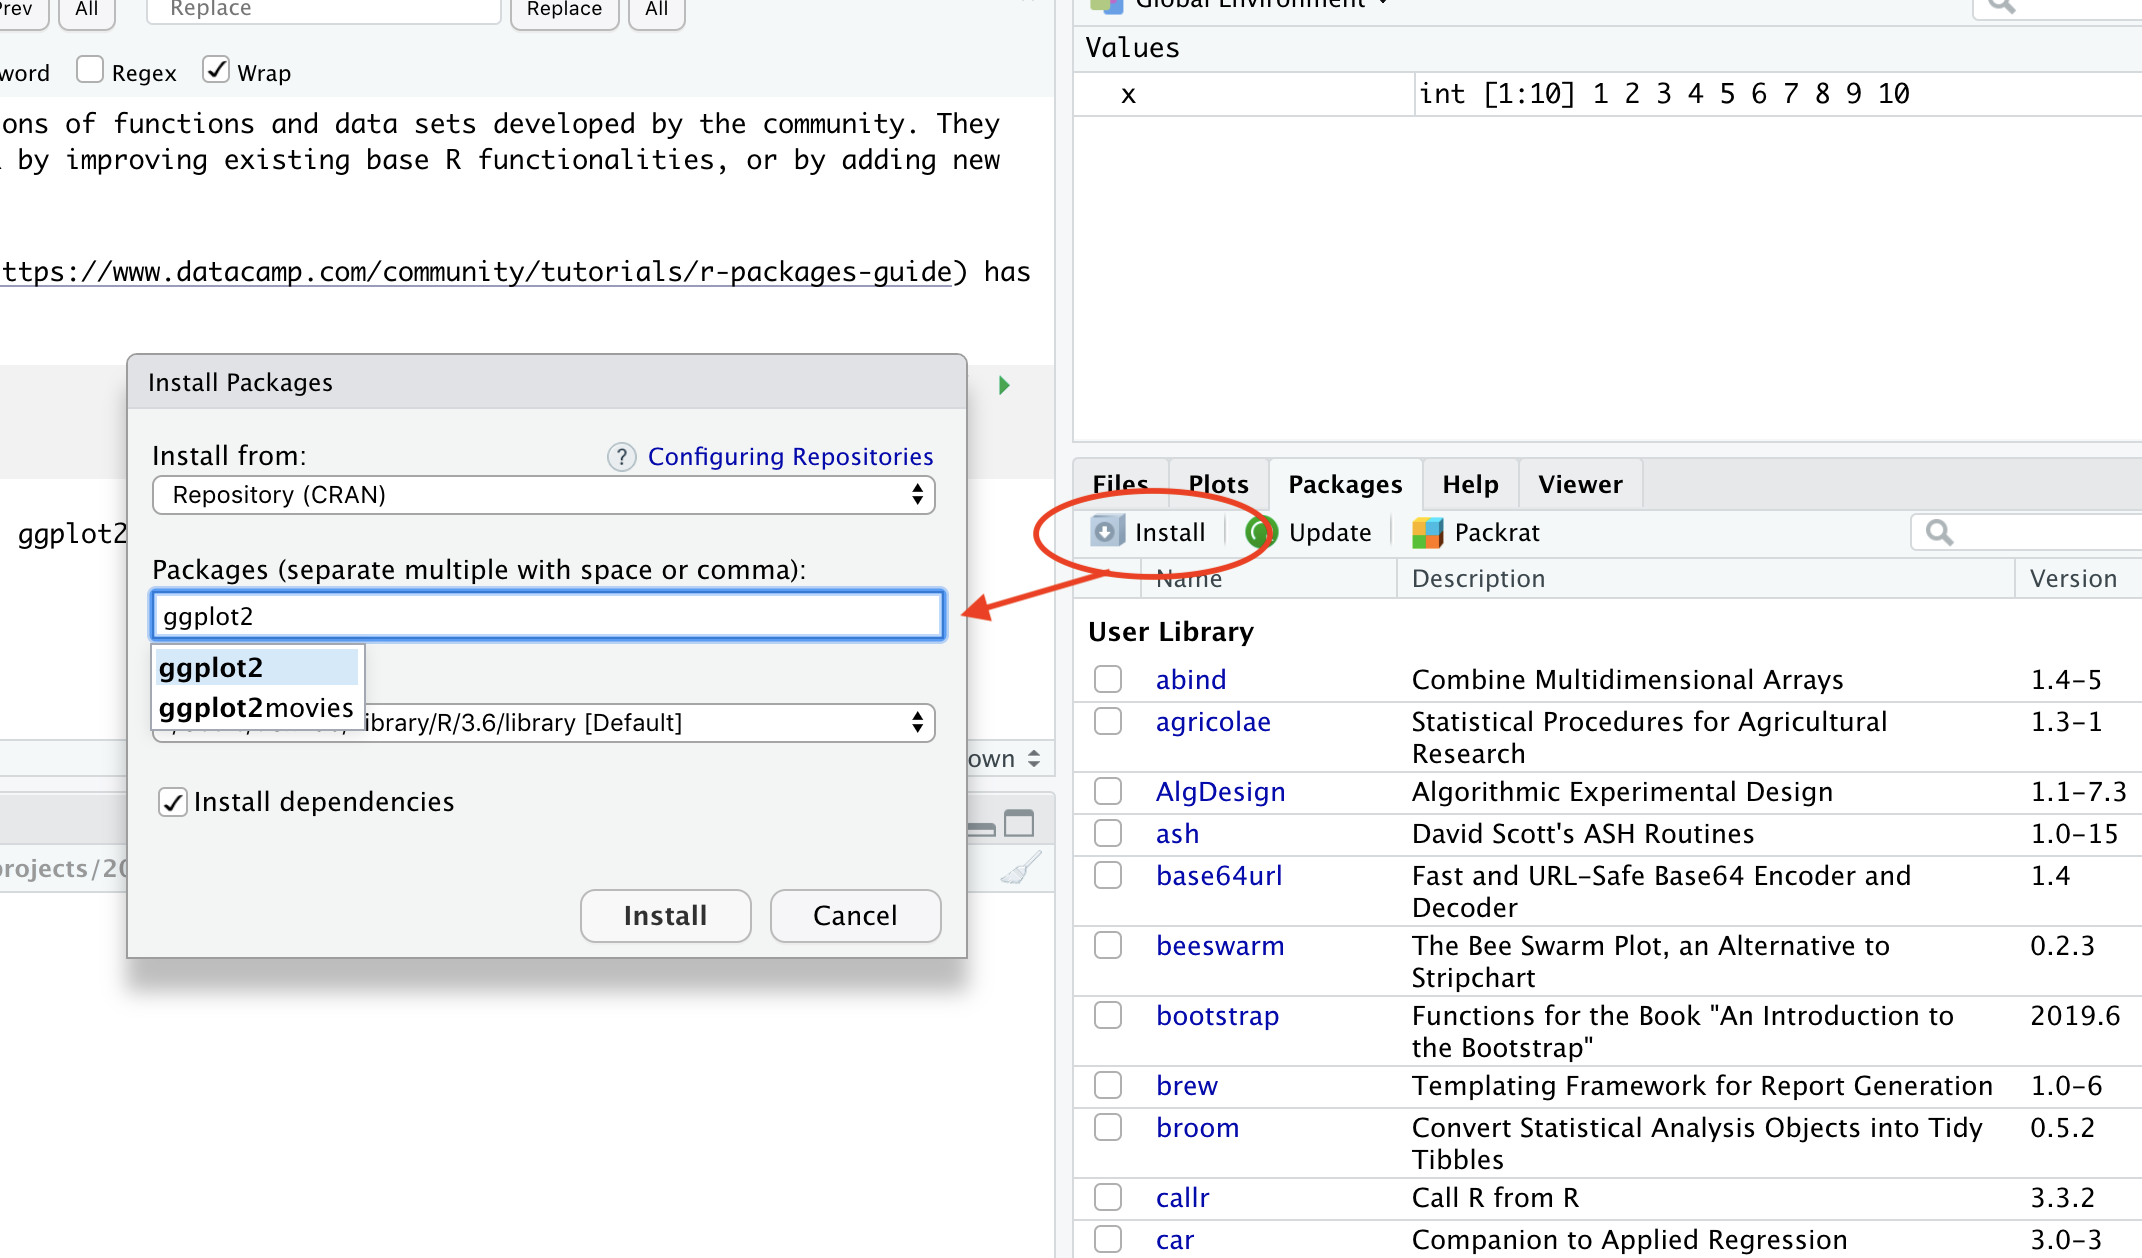 Prev All Replace Replace All
word Regex Wrap
ons of functions and data sets developed by the community. They
by improving existing base R functionalities, or by adding new
ttps://www.datacamp.com/community/tutorials/r-packages-guide) has
ggplot2
own
projects/20
Install Packages
Install from:
? Configuring Repositories
Repository (CRAN)
Packages (separate multiple with space or comma):
ggplot2
ggplot2
ggplot2movies
ibrary/R/3.6/library [Default]
Install dependencies
Install Cancel
Global Environment
Values
x int [1:10] 1 2 3 4 5 6 7 8 9 10
Files Plots Packages Help Viewer
Install Update Packrat
Name Description Version
User Library
abind Combine Multidimensional Arrays 1.4-5
agricolae Statistical Procedures for Agricultural 1.3-1
Research
AlgDesign Algorithmic Experimental Design 1.1-7.3
ash David Scott's ASH Routines 1.0-15
base64url Fast and URL-Safe Base64 Encoder and 1.4
Decoder
beeswarm The Bee Swarm Plot, an Alternative to 0.2.3
Stripchart
bootstrap Functions for the Book "An Introduction to 2019.6
the Bootstrap"
brew Templating Framework for Report Generation 1.0-6
broom Convert Statistical Analysis Objects into Tidy 0.5.2
Tibbles
callr Call R from R 3.3.2
car Companion to Applied Regression 3.0-3